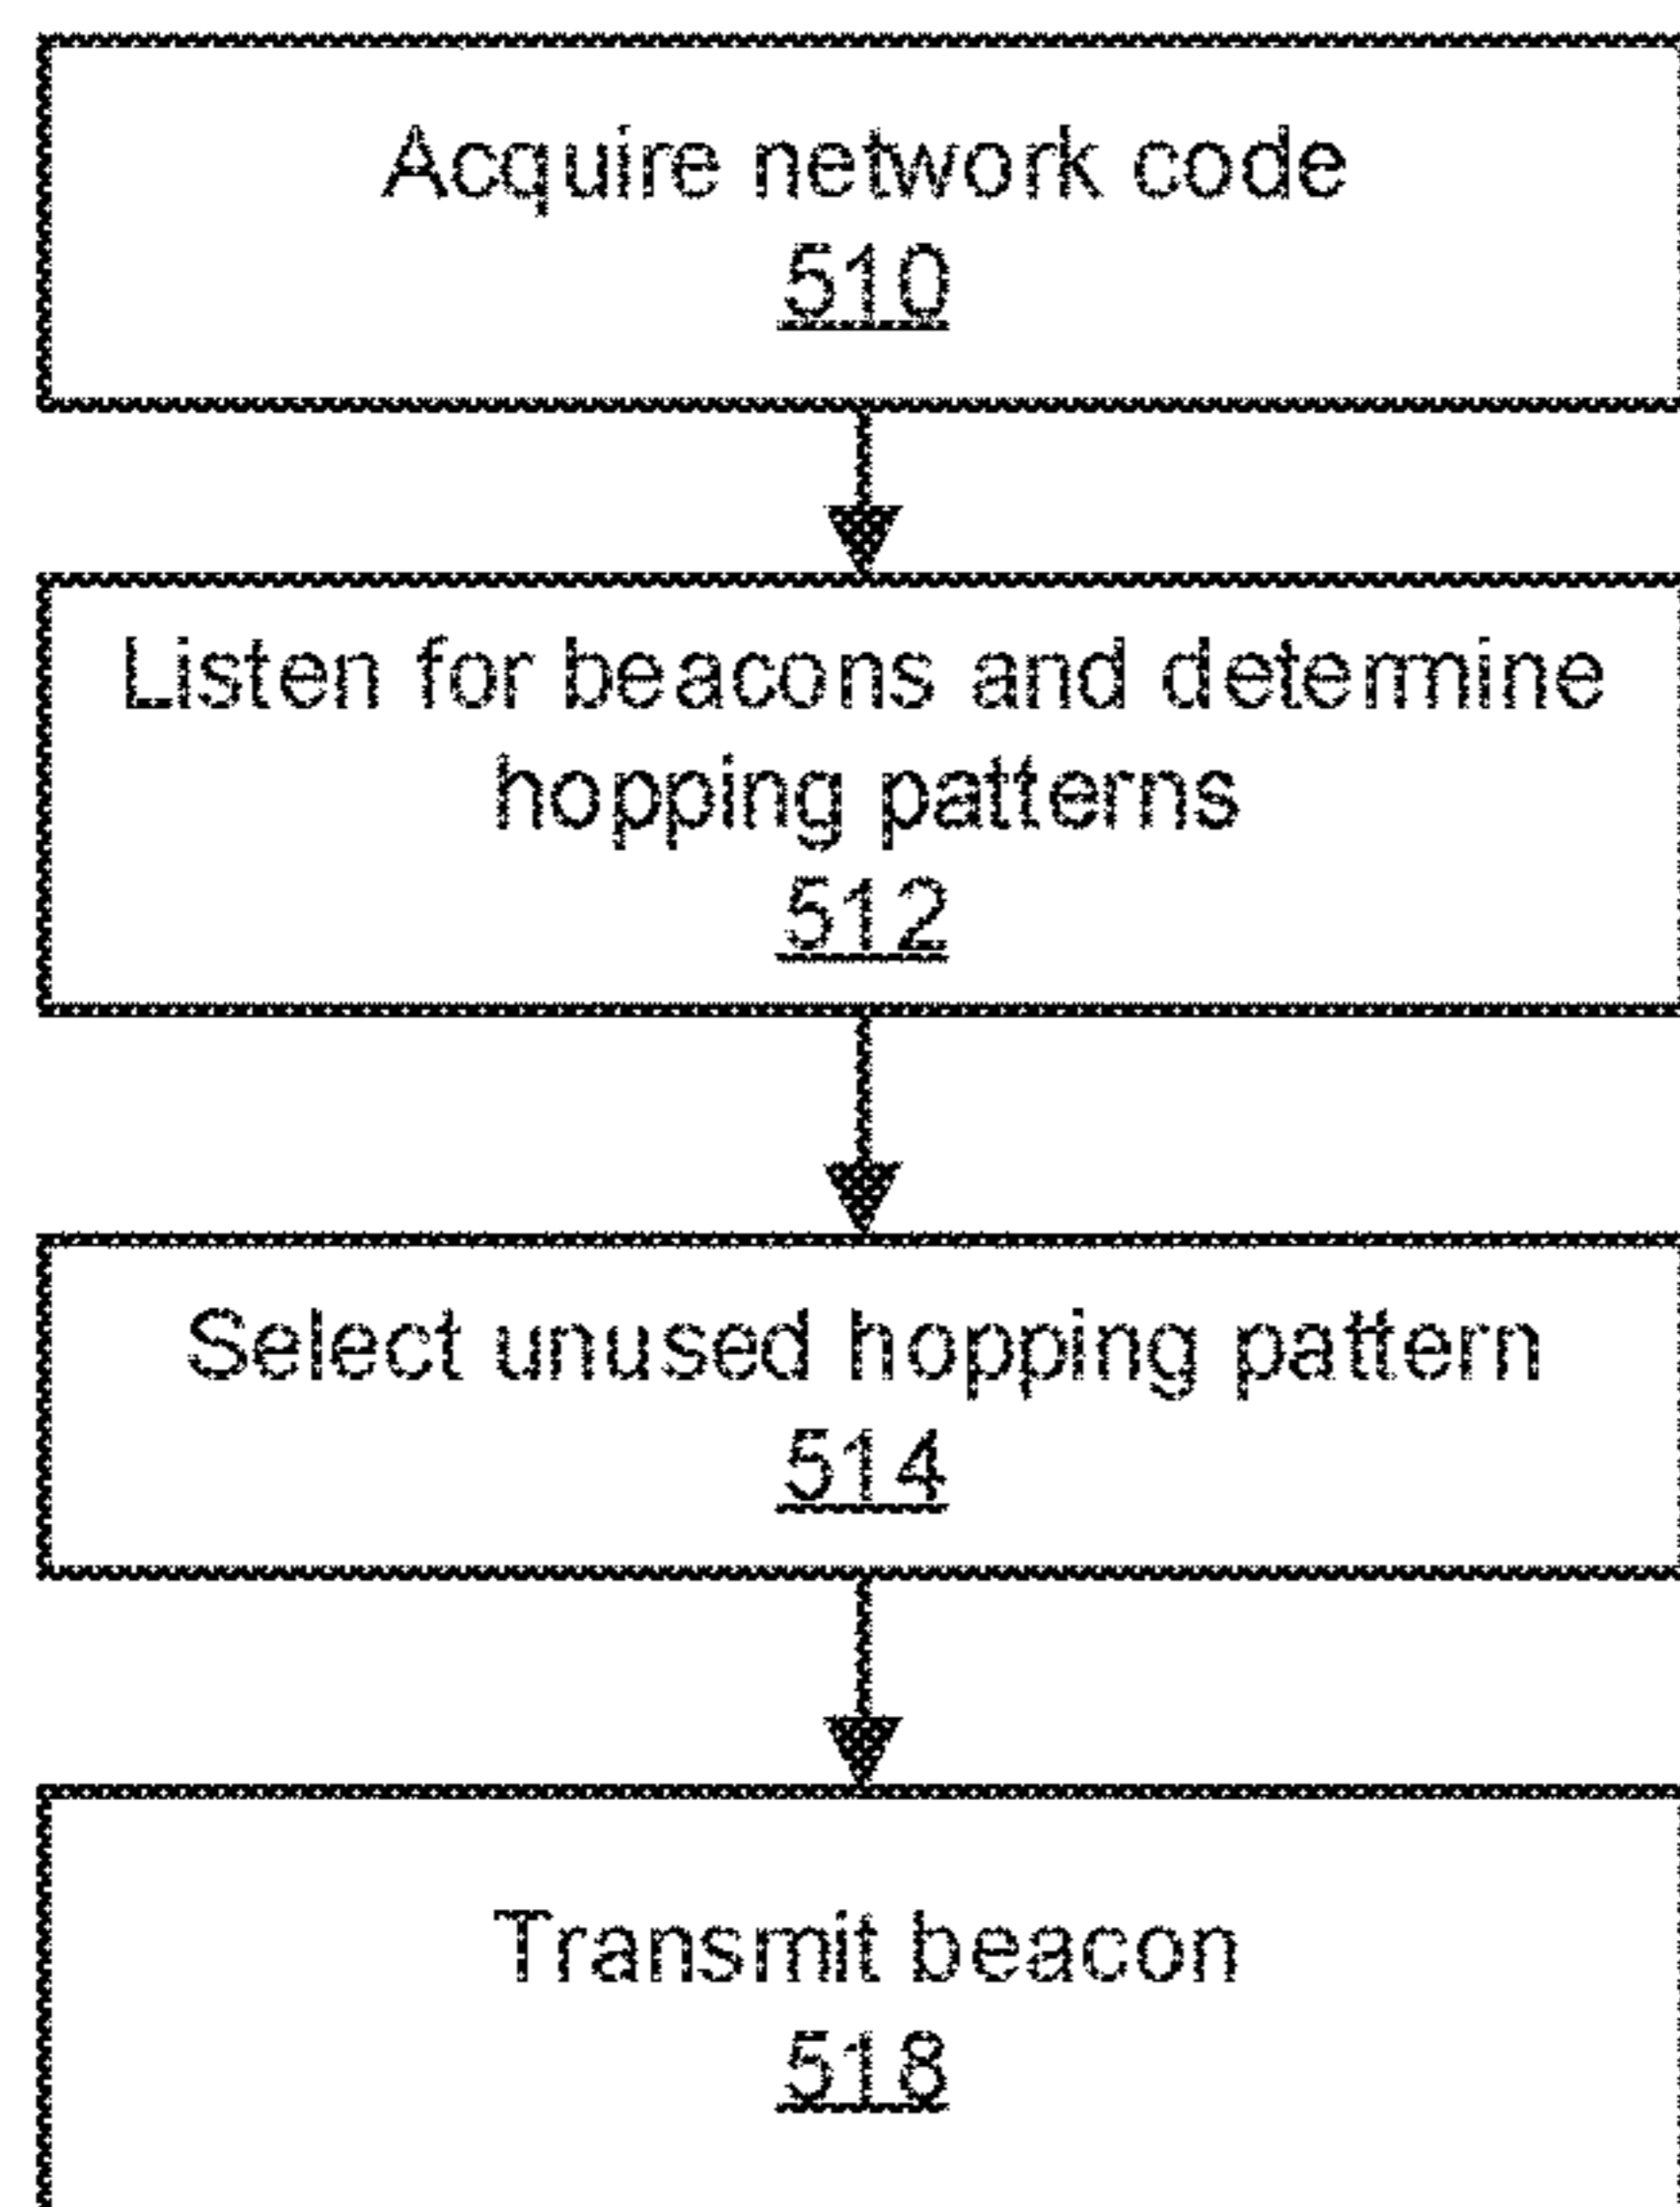 Acquire network code
510
Listen for beacons and determine
hopping patterns
512
Select unused hopping pattern
514
Transmit beacon
518